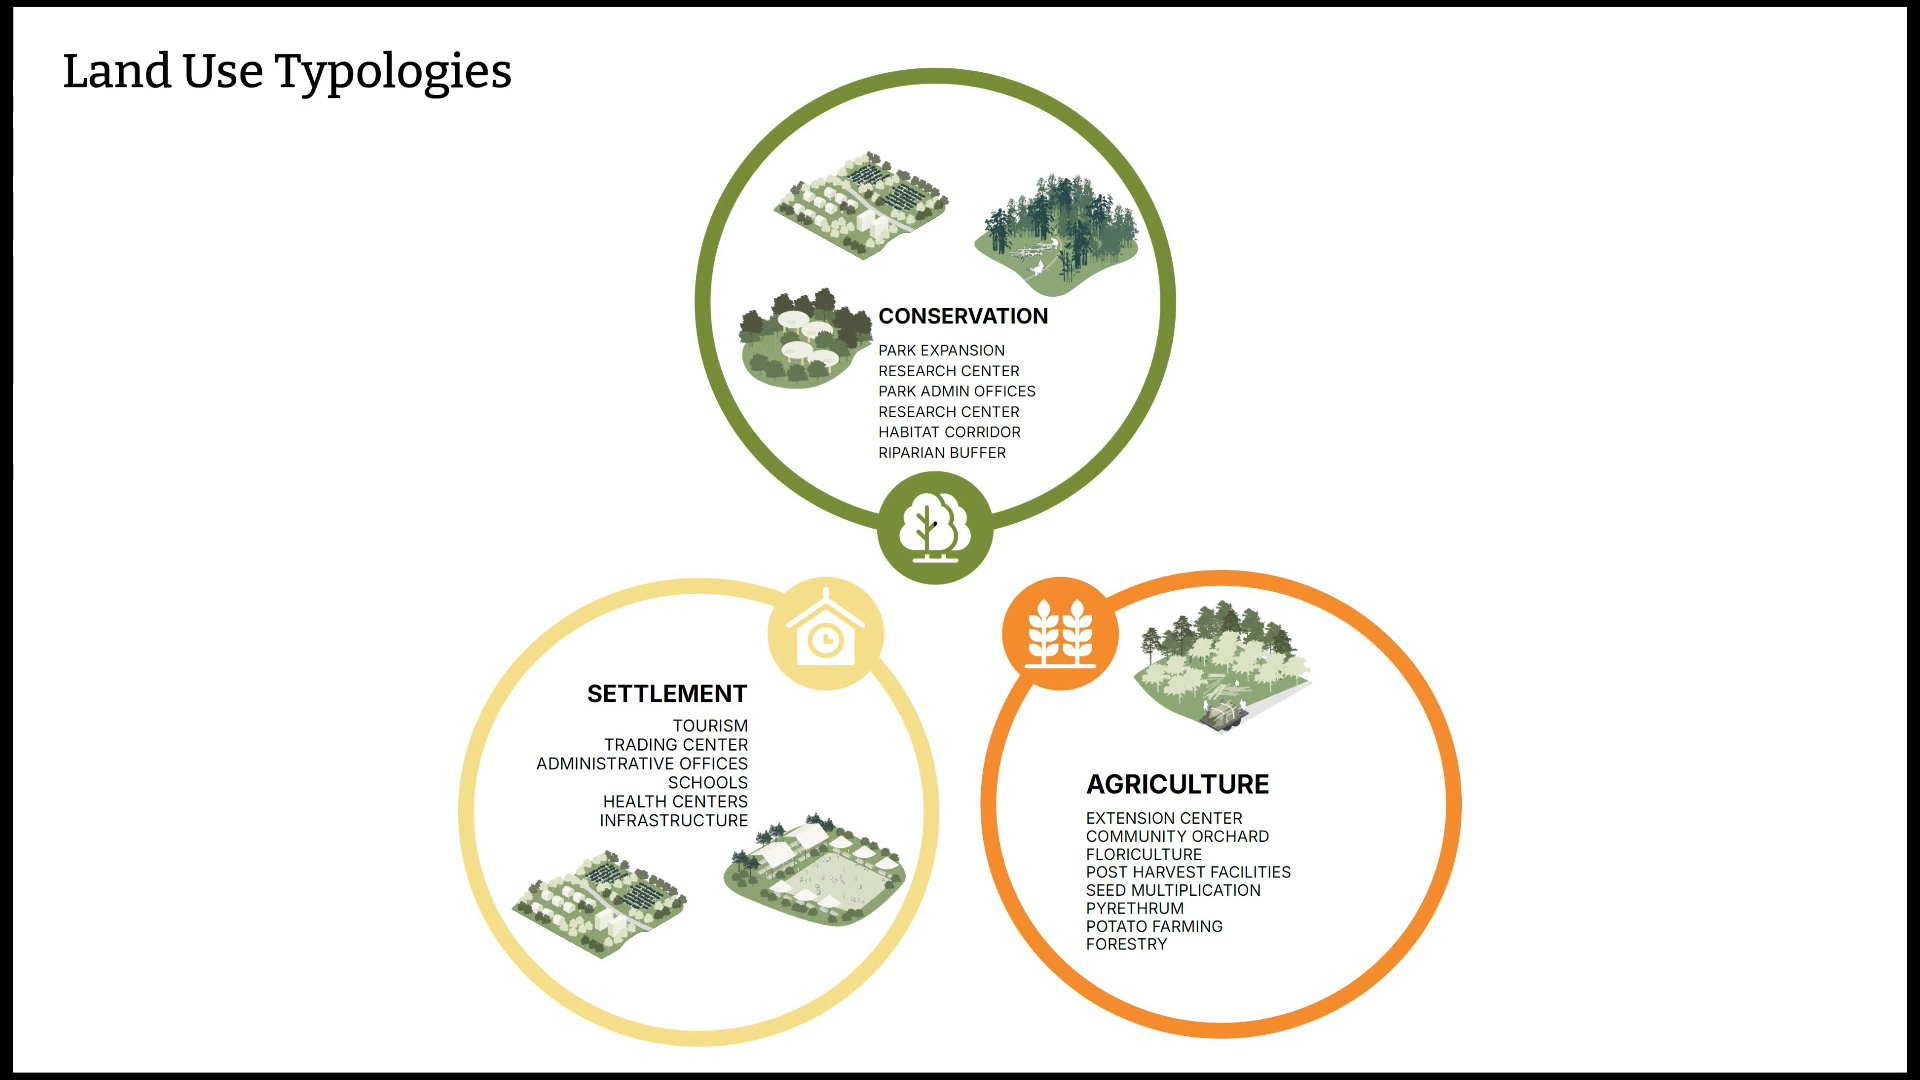 Land Use Typologies
CONSERVATION
PARK EXPANSION
RESEARCH CENTER
PARK ADMIN OFFICES
RESEARCH CENTER
HABITAT CORRIDOR
RIPARIAN BUFFER
SETTLEMENT
TOURISM
TRADING CENTER
ADMINISTRATIVE OFFICES
SCHOOLS
HEALTH CENTERS
INFRASTRUCTURE
AGRICULTURE
EXTENSION CENTER
COMMUNITY ORCHARD
FLORICULTURE
POST HARVEST FACILITIES
SEED MULTIPLICATION
PYRETHRUM
POTATO FARMING
FORESTRY